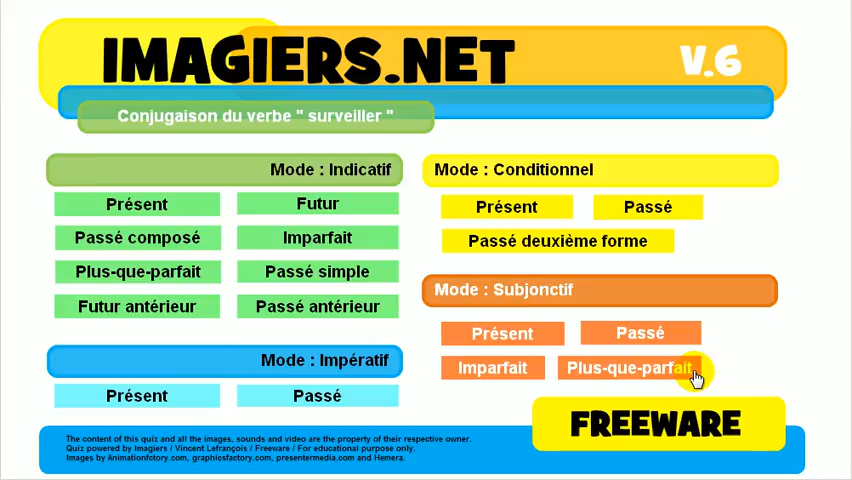 IMAGIERS.NET
V.6
Conjugaison du verbe " surveiller "
Mode : Indicatif
Présent
Futur
Passé composé
Imparfait
Plus-que-parfait
Passé simple
Futur antérieur
Passé antérieur
Mode : Impératif
Présent
Passé
Mode : Conditionnel
Présent
Passé
Passé deuxième forme
Mode : Subjonctif
Présent
Passé
Imparfait
Plus-que-parfait
FREEWARE
The content of this quiz and all the images, sounds and video are the property of their respective owner.
Quiz powered by Imagiers / Vincent Lefrançois / Freeware / For educational purpose only.
Images by Animationfctory.com, graphicsfactory.com, presentermedia.com and Hemera.